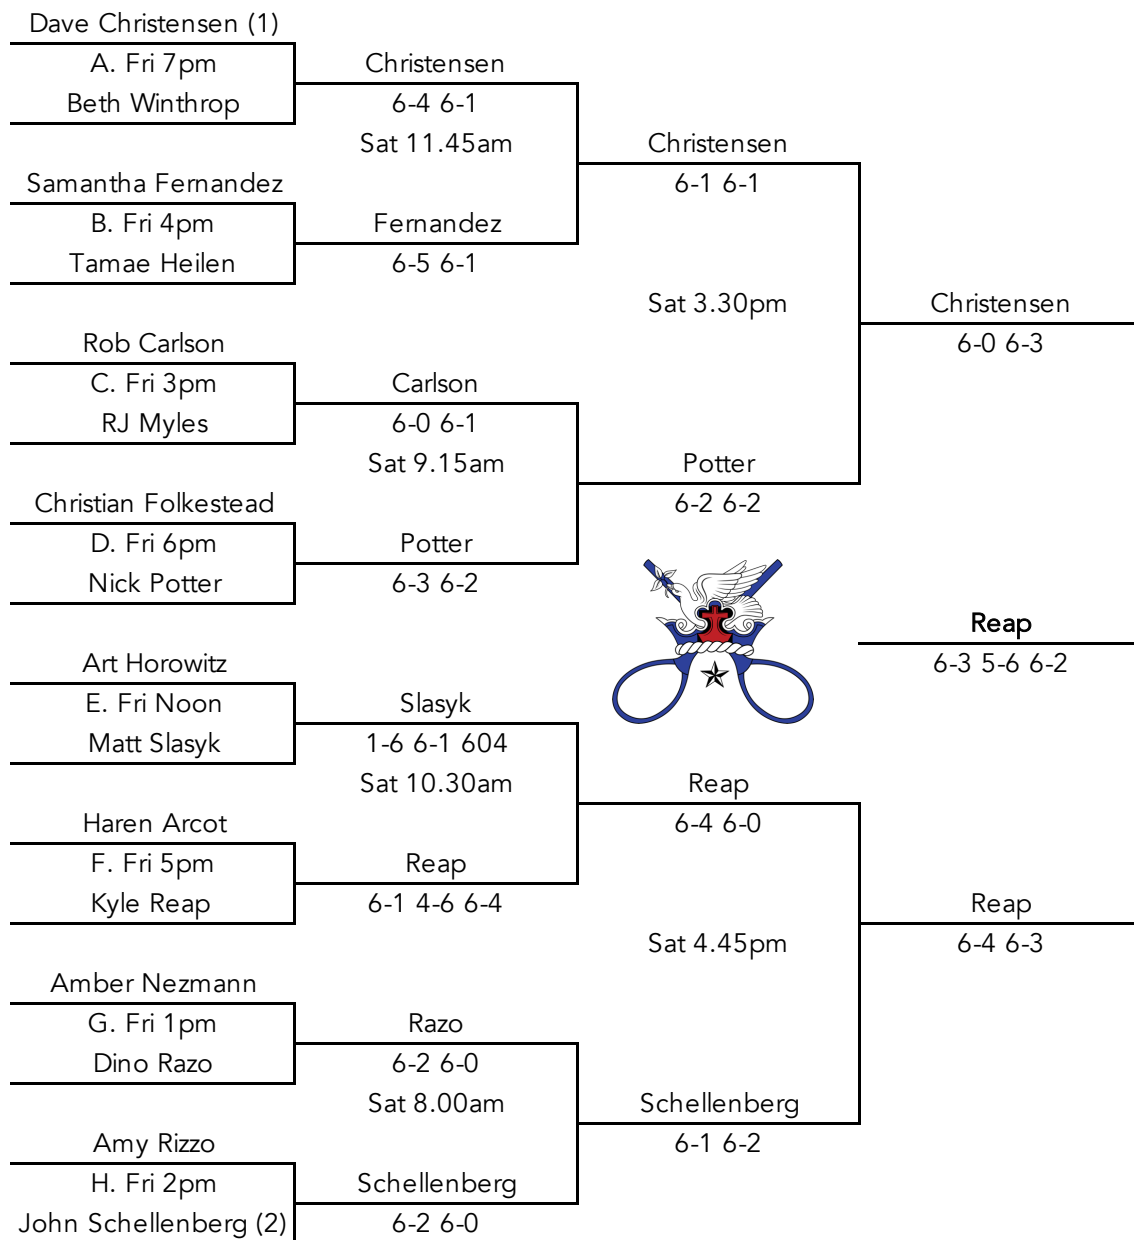 Dave Christensen (1)
A. Fri 7pm
Beth Winthrop
Samantha Fernandez
B. Fri 4pm
Tamae Heilen
Rob Carlson
C. Fri 3pm
RJ Myles
Christian Folkestead
D. Fri 6pm
Nick Potter
Art Horowitz
E. Fri Noon
Matt Slasyk
Haren Arcot
F. Fri 5pm
Kyle Reap
Amber Nezmann
G. Fri 1pm
Dino Razo
Amy Rizzo
H. Fri 2pm
John Schellenberg (2)
Christensen
6-4 6-1
Sat 11.45am
Fernandez
6-5 6-1
Carlson
6-0 6-1
Sat 9.15am
Potter
6-3 6-2
Slasyk
1-6 6-1 604
Sat 10.30am
Reap
6-1 4-6 6-4
Razo
6-2 6-0
Sat 8.00am
Schellenberg
6-2 6-0
Christensen
6-1 6-1
Sat 3.30pm
Potter
6-2 6-2
Reap
6-4 6-0
Sat 4.45pm
Schellenberg
6-1 6-2
Christensen
6-0 6-3
Reap
6-3 5-6 6-2
Reap
6-4 6-3